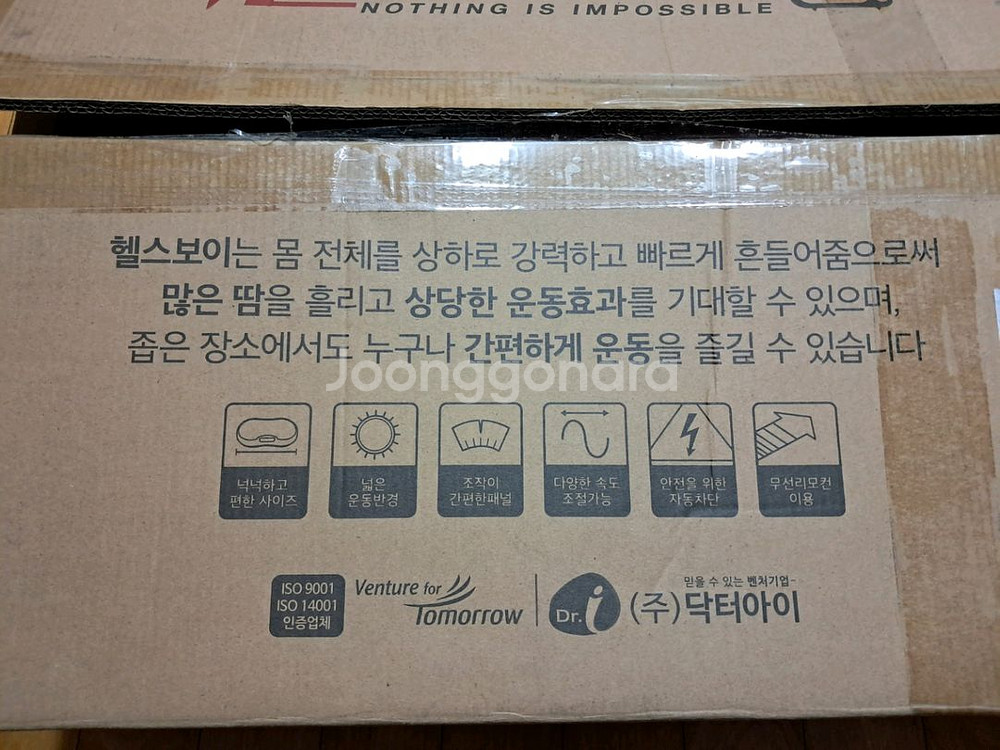 NOTHING IS IMPOSSIBLE
헬스보이는 몸 전체를 상하로 강력하고 빠르게 흔들어줌으로써
많은 땀을 흘리고 상당한 운동효과를 기대할 수 있으며,
좁은 장소에서도 누구나 간편하게 운동을 즐길 수 있습니다
Joonggonara
넉넉하고
편한 사이즈
넓은
운동반경
조작이
간편한패널
다양한 속도
조절가능
안전을 위한
자동차단
무선리모컨
이용
ISO 9001
ISO 14001
인증업체
Venture for
Tomorrow
Dr.i
믿을 수 있는 벤처기업-
(주)닥터아이